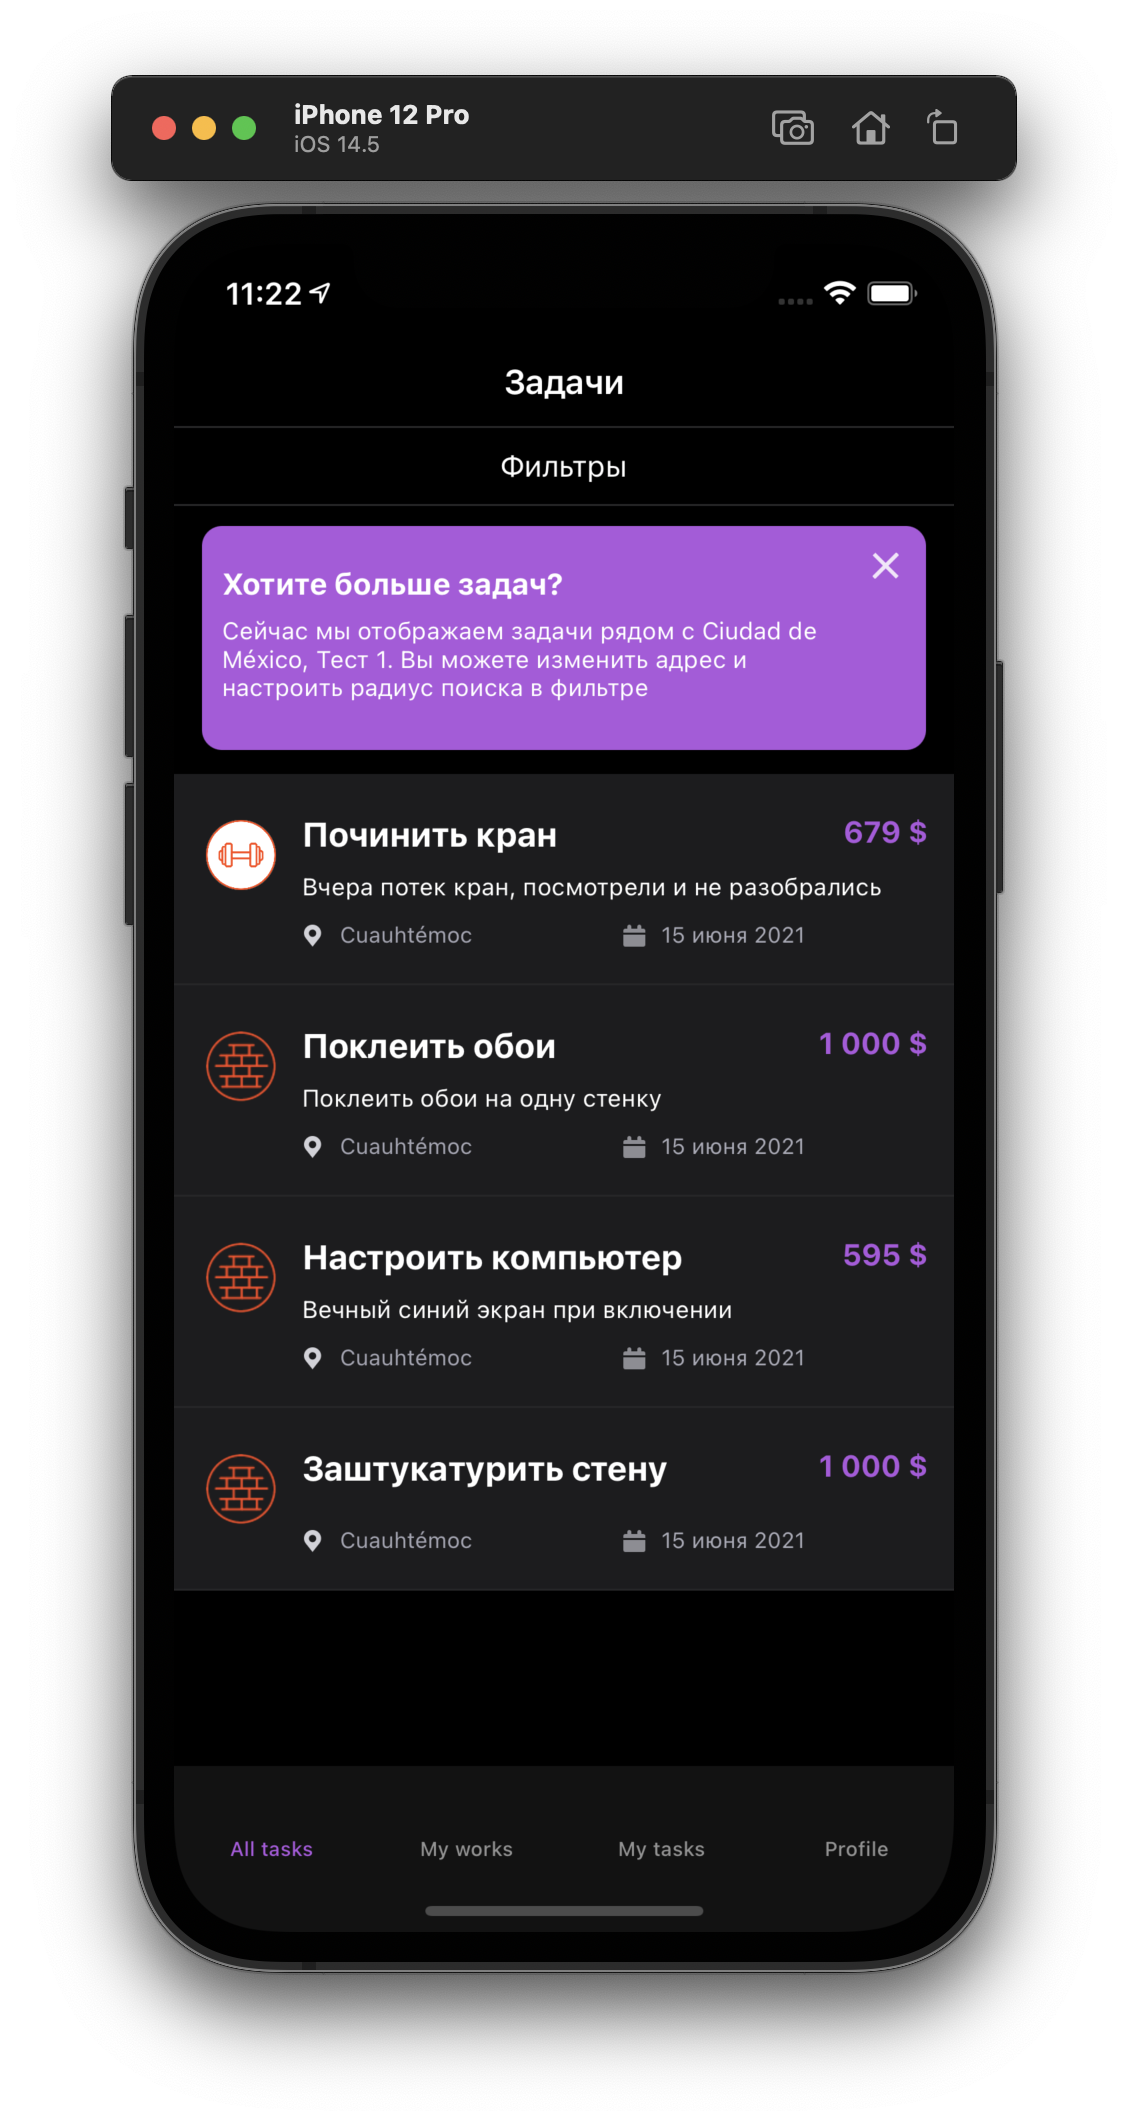 iPhone 12 Pro
iOS 14.5
11:22
Задачи
Фильтры
Хотите больше задач?
Сейчас мы отображаем задачи рядом с Ciudad de
México, Тест 1. Вы можете изменить адрес и
настроить радиус поиска в фильтре
Починить кран 679 $
Вчера потек кран, посмотрели и не разобрались
Cuauhtémoc 15 июня 2021
Поклеить обои 1 000 $
Поклеить обои на одну стенку
Cuauhtémoc 15 июня 2021
Настроить компьютер 595 $
Вечный синий экран при включении
Cuauhtémoc 15 июня 2021
Заштукатурить стену 1 000 $
Cuauhtémoc 15 июня 2021
All tasks My works My tasks Profile